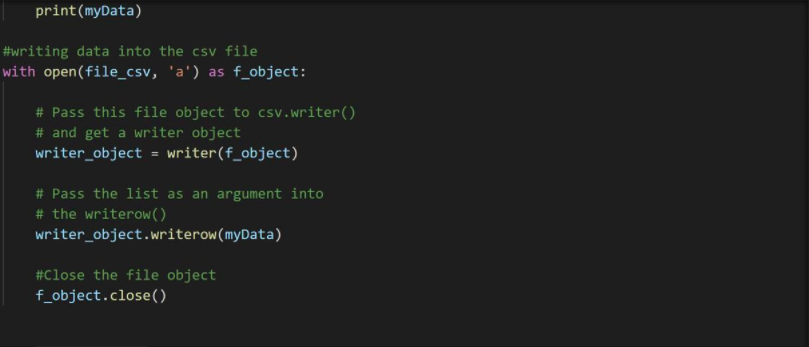 print(myData)
#writing data into the csv file
with open(file_csv, 'a') as f_object:
# Pass this file object to csv.writer()
# and get a writer object
writer_object = writer(f_object)
# Pass the list as an argument into
# the writerow()
writer_object.writerow(myData)
#Close the file object
f_object.close()